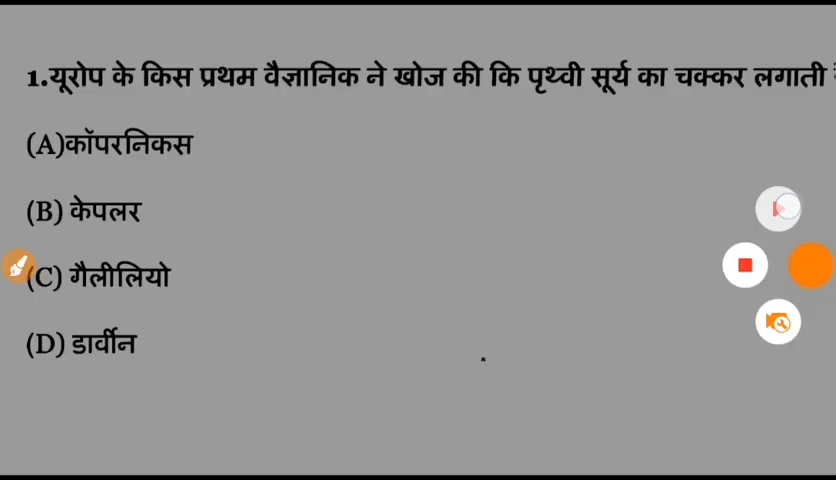 1.यूरोप के किस प्रथम वैज्ञानिक ने खोज की कि पृथ्वी सूर्य का चक्कर लगाती
(A)कॉपरनिकस
(B) केपलर
(C) गैलीलियो
(D) डार्वीन